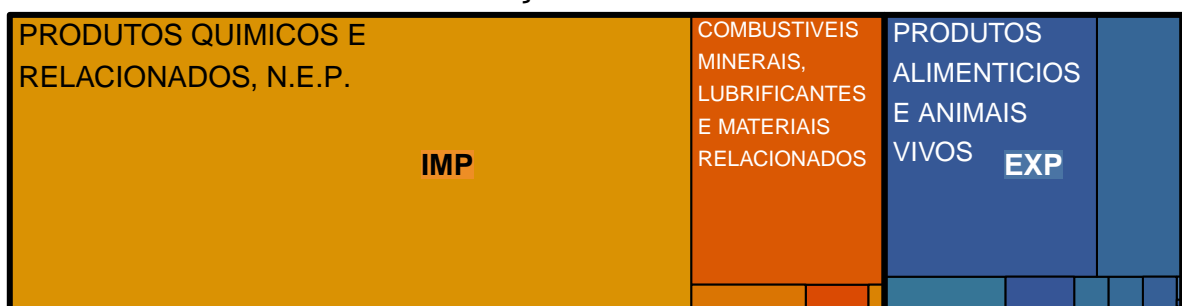 PRODUTOS QUIMICOS E
RELACIONADOS, N.E.P.
IMP
COMBUSTIVEIS
MINERAIS,
LUBRIFICANTES
E MATERIAIS
RELACIONADOS
PRODUTOS
ALIMENTICIOS
E ANIMAIS
VIVOS
EXP